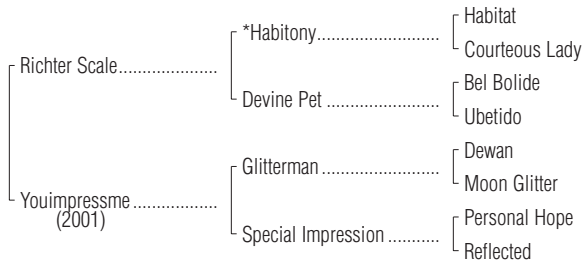 Habitat
*Habitony..............................
Courteous Lady
Richter Scale.....................
Bel Bolide
Devine Pet ...........................
Ubetido
Dewan
Glitterman ............................
Moon Glitter
Youimpressme .................
(2001)
Personal Hope
Special Impression ...........
Reflected